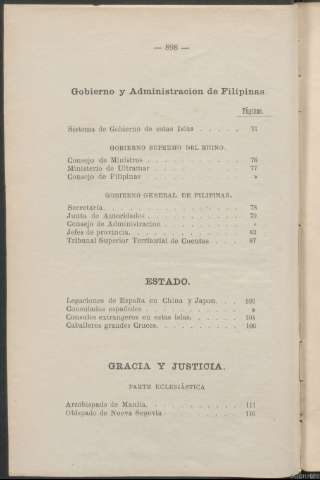 — 898 —
Gobierno y Administracion de Filipinas.
Páginas.
Sistema de Gobierno de estas Islas . . . . . 71
GOBIERNO SUPREMO DEL REINO.
Consejo de Ministros . . . . . . . . . . 76
Ministerio de Ultramar . . . . . . . . . 77
Consejo de Filipinas . . . . . . . . . . »
GOBIERNO GENERAL DE FILIPINAS.
Secretaría. . . . . . . . . . . . . . 78
Junta de Autoridades . . . . . . . . . 79
Consejo de Administracion . . . . . . . . »
Jefes de provincia. . . . . . . . . . . 82
Tribunal Superior Territorial de Cuentas . . . . 87
ESTADO.
Legaciones de España en China y Japon. . . 103
Consulados españoles . . . . . . . . . »
Consules extrangeros en estas islas. . . . . . 104
Caballeros grandes Cruces. . . . . . . . . 106
GRACIA Y JUSTICIA.
PARTE ECLESIÁSTICA
Arzobispado de Manila. . . . . . . . . . 111
Obispado de Nueva Segovia . . . . . . . . 116